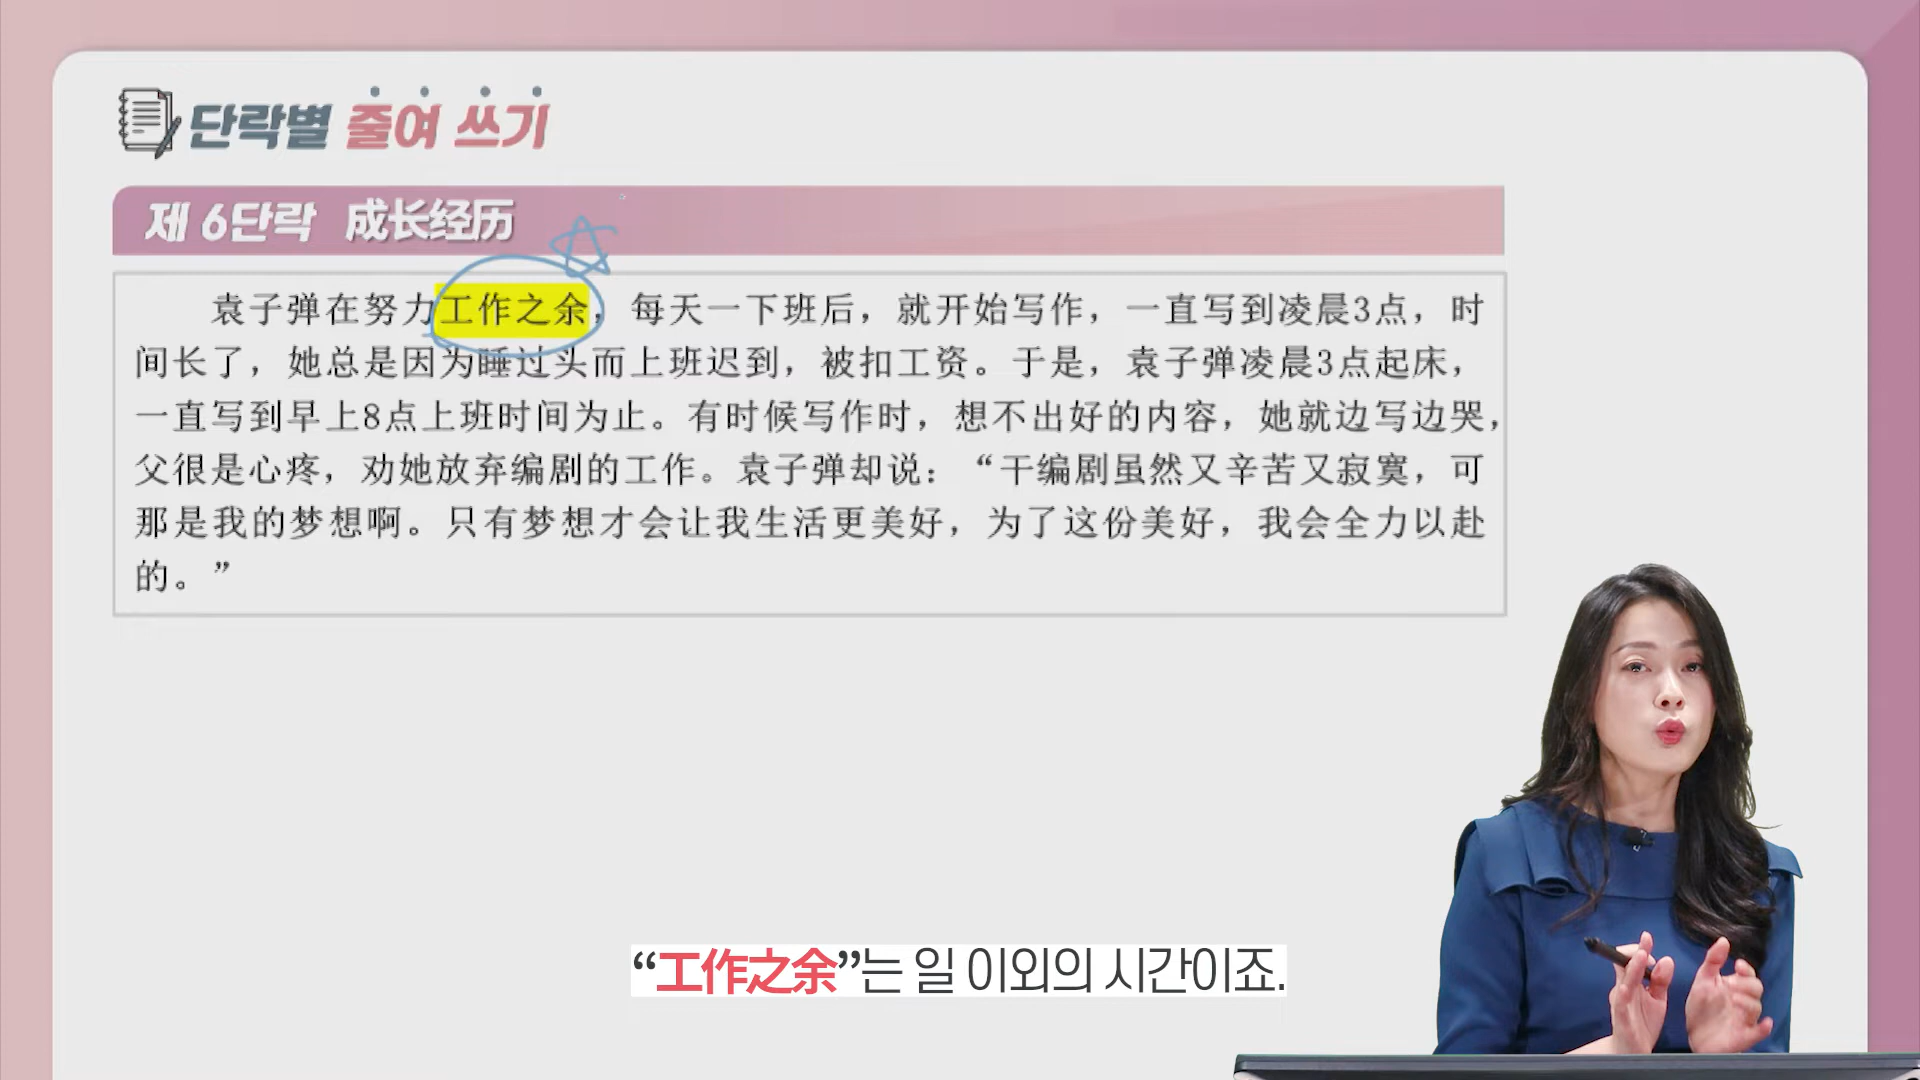 단락별 줄여 쓰기
제 6단락 成长经历
袁子弹在努力工作之余，每天一下班后，就开始写作，一直写到凌晨3点，时
间长了，她总是因为睡过头而上班迟到，被扣工资。于是，袁子弹凌晨3点起床，
一直写到早上8点上班时间为止。有时候写作时，想不出好的内容，她就边写边哭，
父很是心疼，劝她放弃编剧的工作。袁子弹却说：“干编剧虽然又辛苦又寂寞，可
那是我的梦想啊。只有梦想才会让我生活更美好，为了这份美好，我会全力以赴
的。”
“工作之余”는 일 이외의 시간이죠.